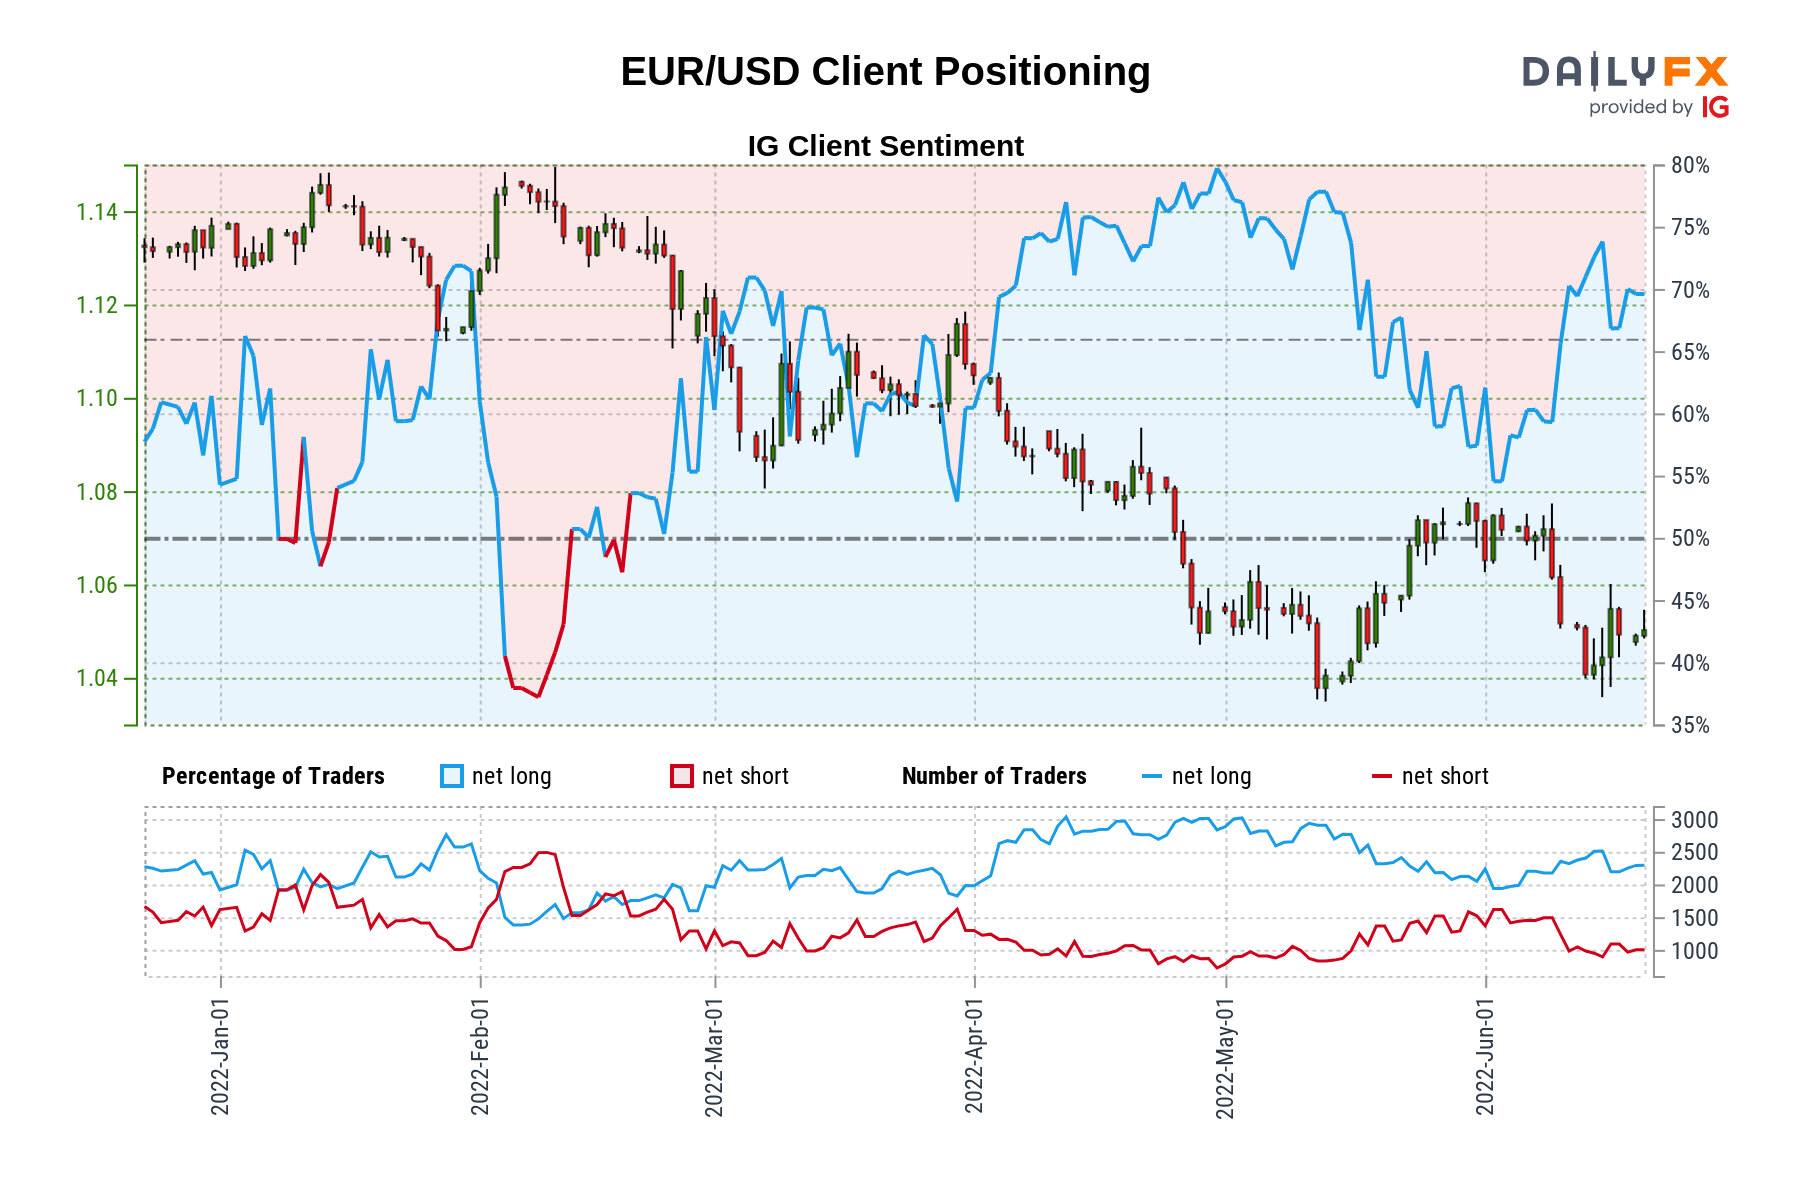 EUR/USD Client Positioning
DAILYFX
provided by IG
IG Client Sentiment
1.14
1.12
1.10
1.08
1.06
1.04
80%
75%
70%
65%
60%
55%
50%
45%
40%
35%
Percentage of Traders net long net short Number of Traders net long net short
3000
2500
2000
1500
1000
2022-Jan-01
2022-Feb-01
2022-Mar-01
2022-Apr-01
2022-May-01
2022-Jun-01